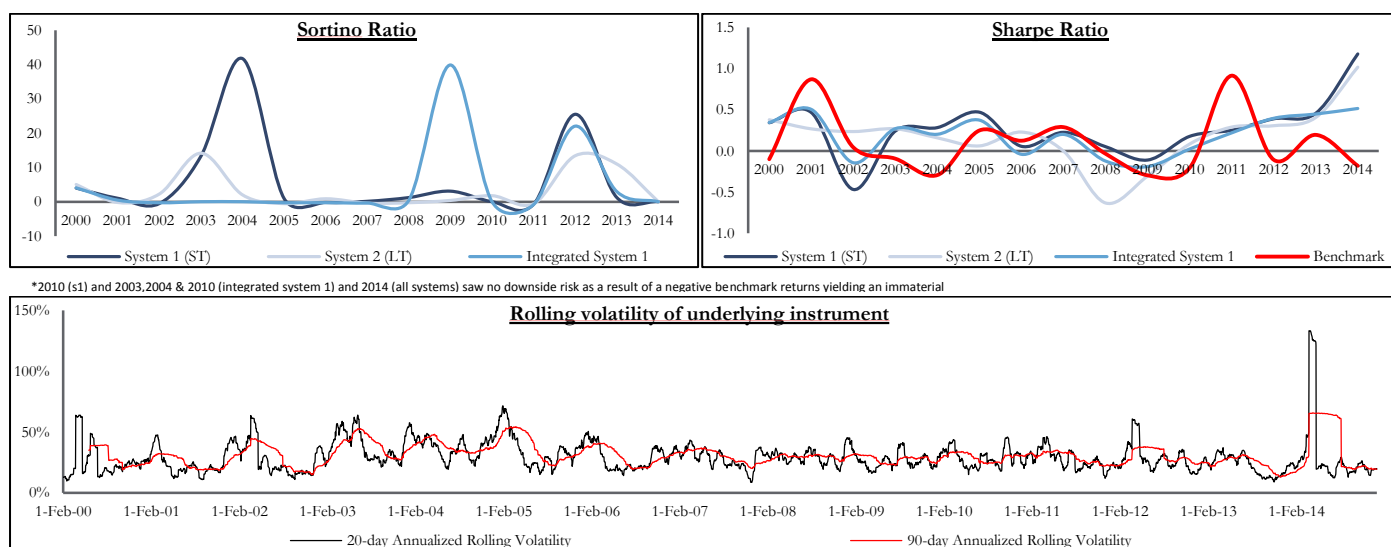 Sortino Ratio
50
40
30
20
10
0
-10
2000 2001 2002 2003 2004 2005 2006 2007 2008 2009 2010 2011 2012 2013 2014
System 1 (ST) System 2 (LT) Integrated System 1
Sharpe Ratio
1.5
1.0
0.5
0.0
-0.5
-1.0
2000 2001 2002 2003 2004 2005 2006 2007 2008 2009 2010 2011 2012 2013 2014
System 1 (ST) System 2 (LT) Integrated System 1 Benchmark
*2010 (s1) and 2003,2004 & 2010 (integrated system 1) and 2014 (all systems) saw no downside risk as a result of a negative benchmark returns yielding an immaterial
Rolling volatility of underlying instrument
150%
100%
50%
0%
1-Feb-00 1-Feb-01 1-Feb-02 1-Feb-03 1-Feb-04 1-Feb-05 1-Feb-06 1-Feb-07 1-Feb-08 1-Feb-09 1-Feb-10 1-Feb-11 1-Feb-12 1-Feb-13 1-Feb-14
20-day Annualized Rolling Volatility 90-day Annualized Rolling Volatility